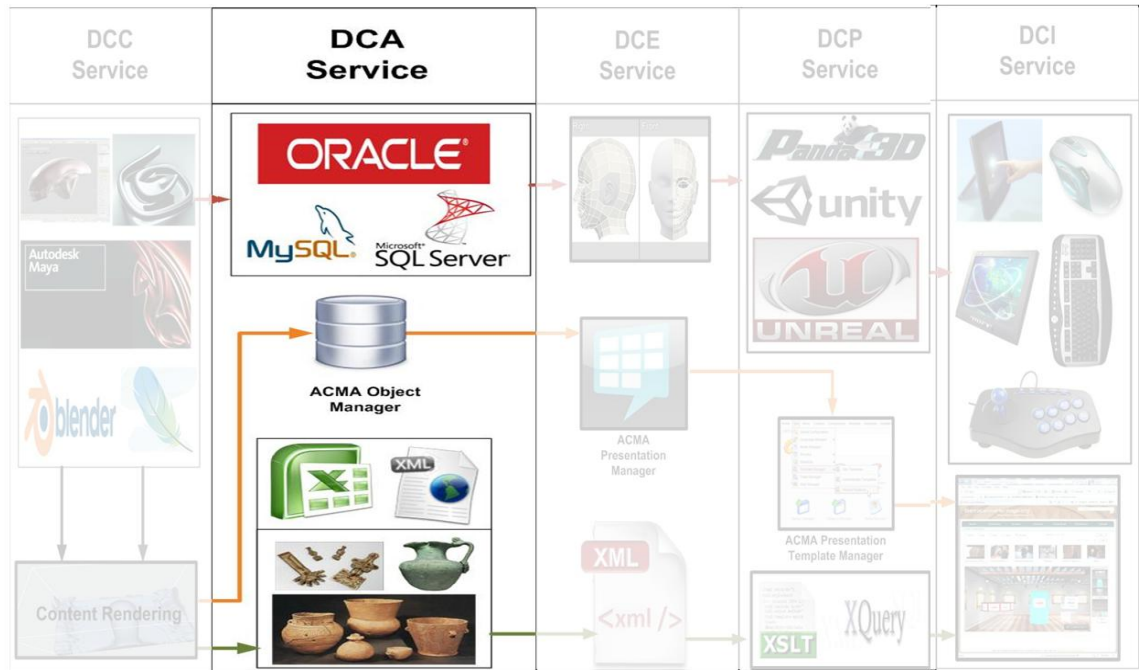 DCC
Service
DCA
Service
DCE
Service
DCP
Service
DCI
Service
Autodesk
Maya
blender
Content Rendering
ORACLE®
MySQL®
Microsoft®
SQL Server®
ACMA Object
Manager
XML
ACMA
Presentation
Manager
XML
<xml />
Panda3D
unity
UNREAL
ACMA Presentation
Template Manager
XSLT
XQuery